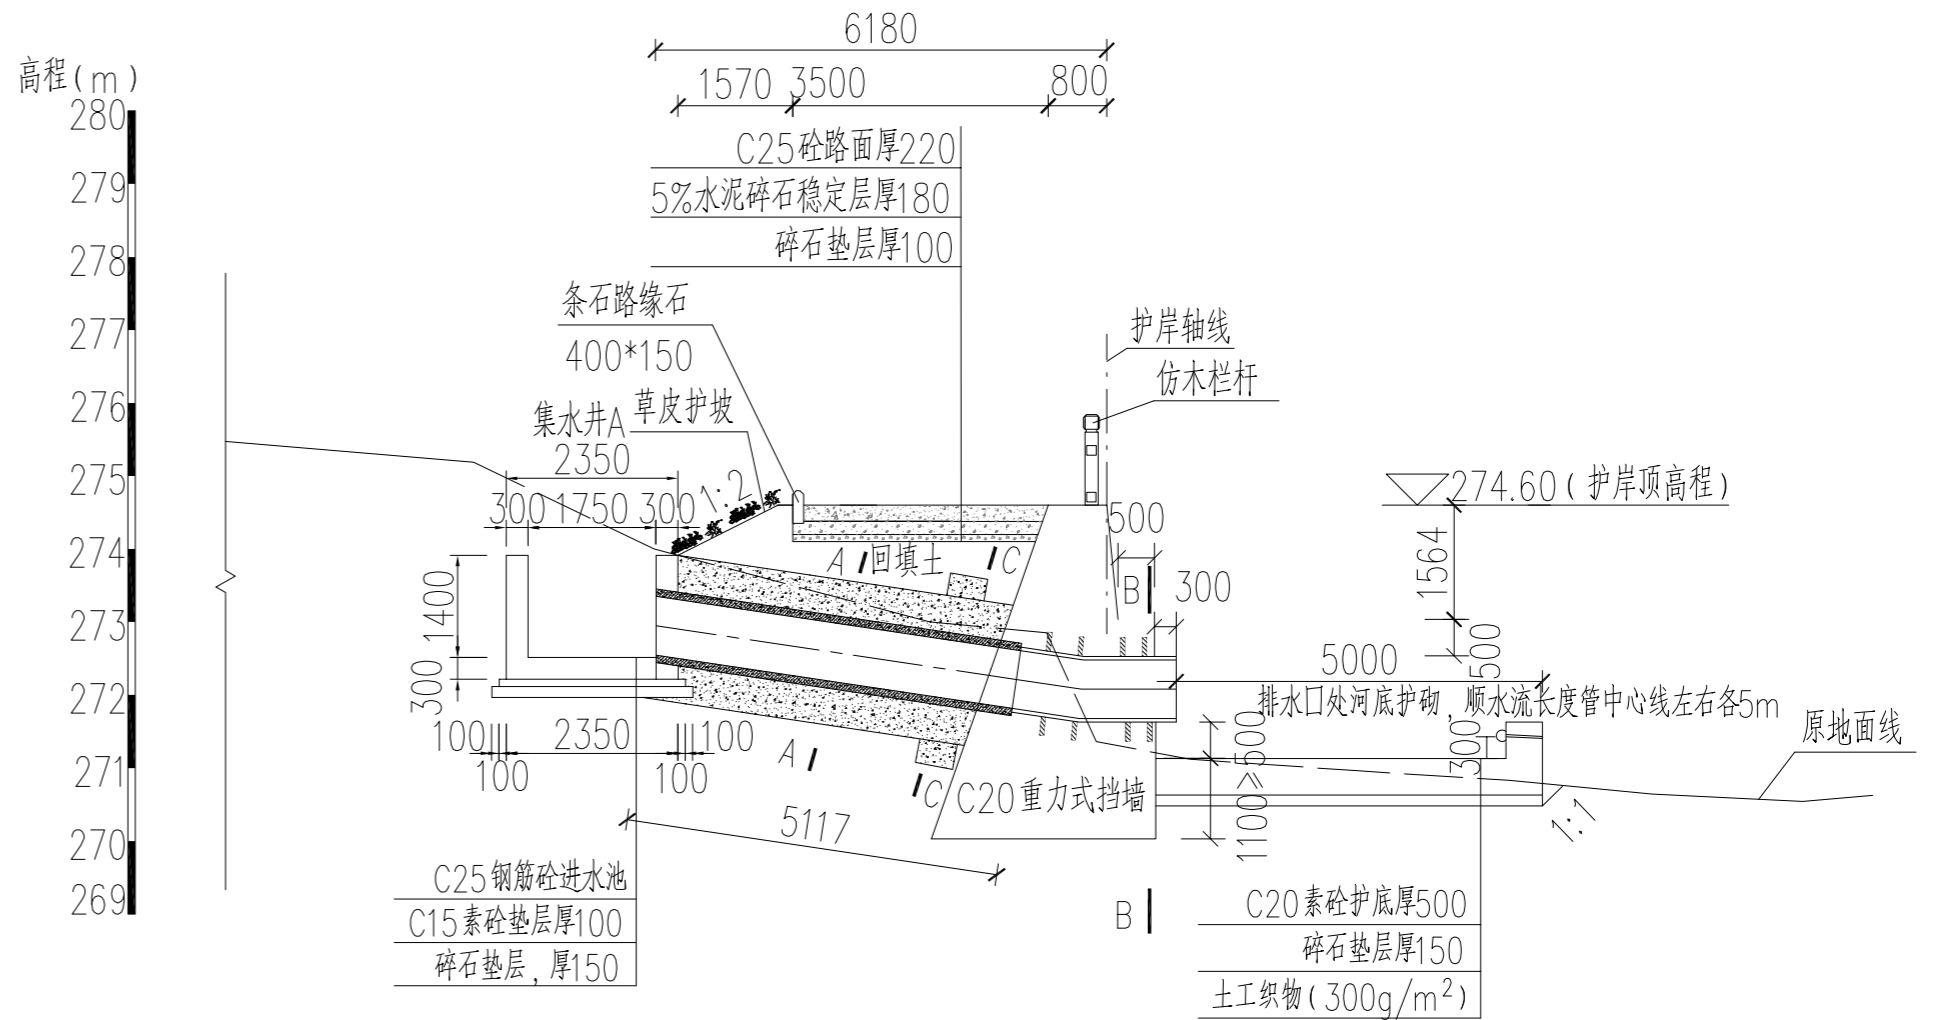 6180
高程(m)
1570 3500 800
280
C25砼路面厚220
279
5%水泥碎石稳定层厚180
碎石垫层厚100
278
条石路缘石
277
护岸轴线
400*150
仿木栏杆
276
集水井A 草皮护坡
2350
275
1:2
274.60(护岸顶高程)
300 1750 300
500
274
A 回填土 C
1564
B 300
273
1400
500
5000
300
272
排水口处河底护砌,顺水流长度管中心线左右各5m
原地面线
100 2350 100
300
≥500
271
100 100
A
C
C20重力式挡墙
1100
5117
1:1
270
C25钢筋砼进水池
269
C20素砼护底厚500
C15素砼垫层厚100
B
碎石垫层厚150
碎石垫层,厚150
土工织物(300g/m²)